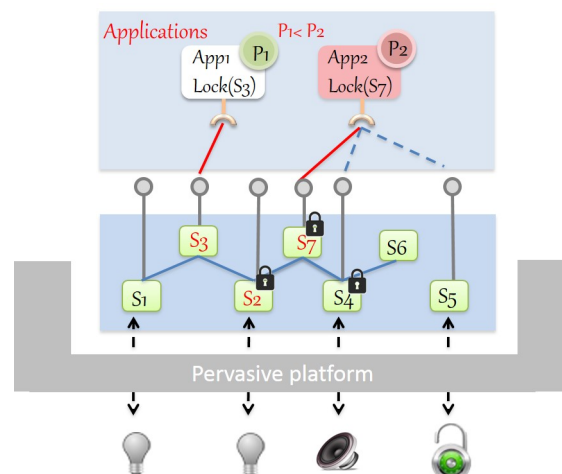 Applications
P1< P2
App1
Lock(S3)
P1
App2
Lock(S7)
P2
S3
S7
S6
S1
S2
S4
S5
Pervasive platform